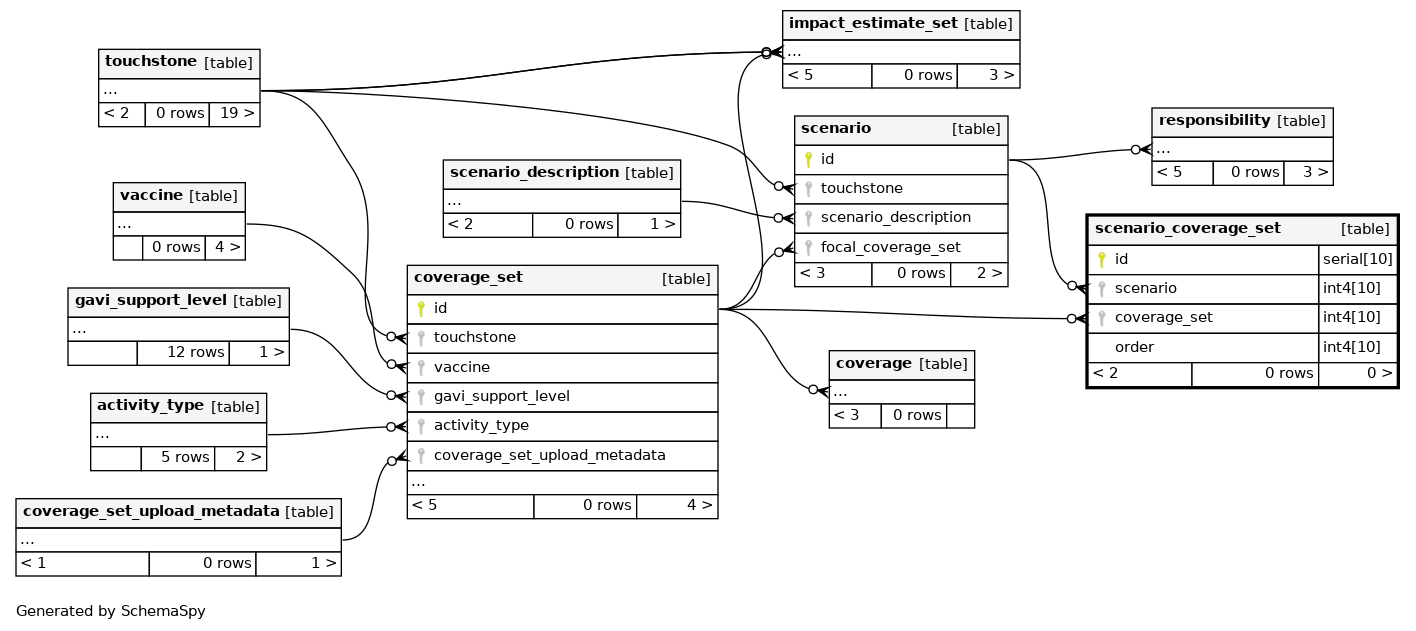 impact_estimate_set [table]
...
< 5 0 rows 3 >
touchstone [table]
...
< 2 0 rows 19 >
responsibility [table]
...
< 5 0 rows 3 >
scenario [table]
id
touchstone
scenario_description
focal_coverage_set
< 3 0 rows 2 >
scenario_description [table]
...
< 2 0 rows 1 >
vaccine [table]
...
0 rows 4 >
scenario_coverage_set [table]
id serial[10]
scenario int4[10]
coverage_set int4[10]
order int4[10]
< 2 0 rows 0 >
coverage_set [table]
id
touchstone
vaccine
gavi_support_level
activity_type
coverage_set_upload_metadata
...
< 5 0 rows 4 >
gavi_support_level [table]
...
12 rows 1 >
coverage [table]
...
< 3 0 rows
activity_type [table]
...
5 rows 2 >
coverage_set_upload_metadata [table]
...
< 1 0 rows 1 >
Generated by SchemaSpy